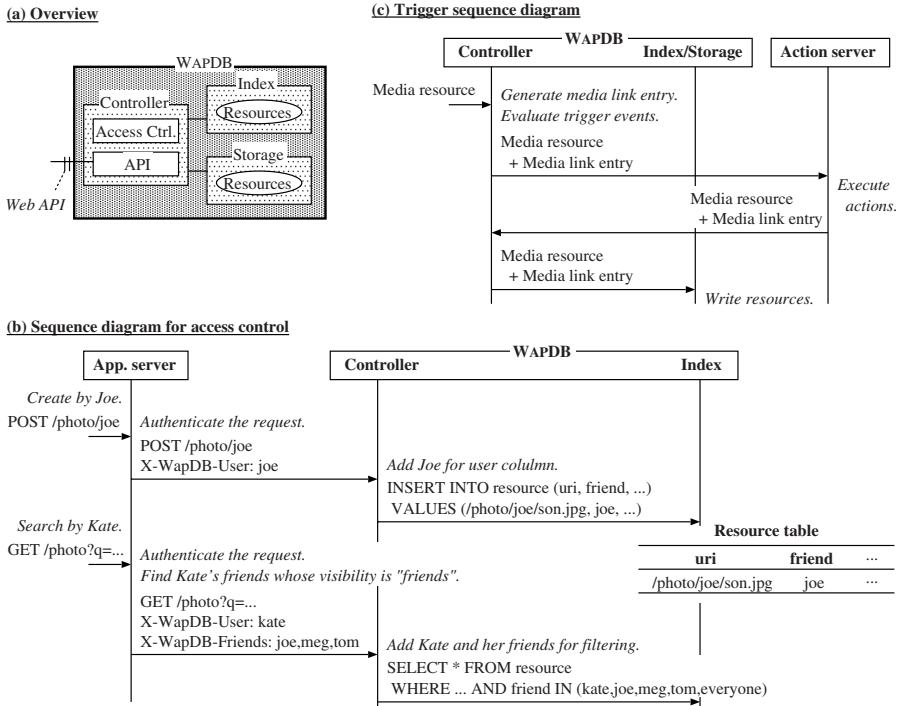 (a) Overview
WAPDB
Index
Controller
Resources
Access Ctrl.
API
Storage
Resources
Web API
(c) Trigger sequence diagram
WAPDB
Controller
Index/Storage
Action server
Media resource
Generate media link entry.
Evaluate trigger events.
Media resource
+ Media link entry
Execute
actions.
Media resource
+ Media link entry
Media resource
+ Media link entry
Write resources.
(b) Sequence diagram for access control
WAPDB
App. server
Controller
Index
Create by Joe.
POST /photo/joe
Authenticate the request.
POST /photo/joe
X-WapDB-User: joe
Add Joe for user colulmn.
INSERT INTO resource (uri, friend, ...)
VALUES (/photo/joe/son.jpg, joe, ...)
Search by Kate.
GET /photo?q=...
Authenticate the request.
Find Kate's friends whose visibility is "friends".
GET /photo?q=...
X-WapDB-User: kate
X-WapDB-Friends: joe,meg,tom
Resource table
uri friend ...
/photo/joe/son.jpg joe ...
Add Kate and her friends for filtering.
SELECT * FROM resource
WHERE ... AND friend IN (kate,joe,meg,tom,everyone)